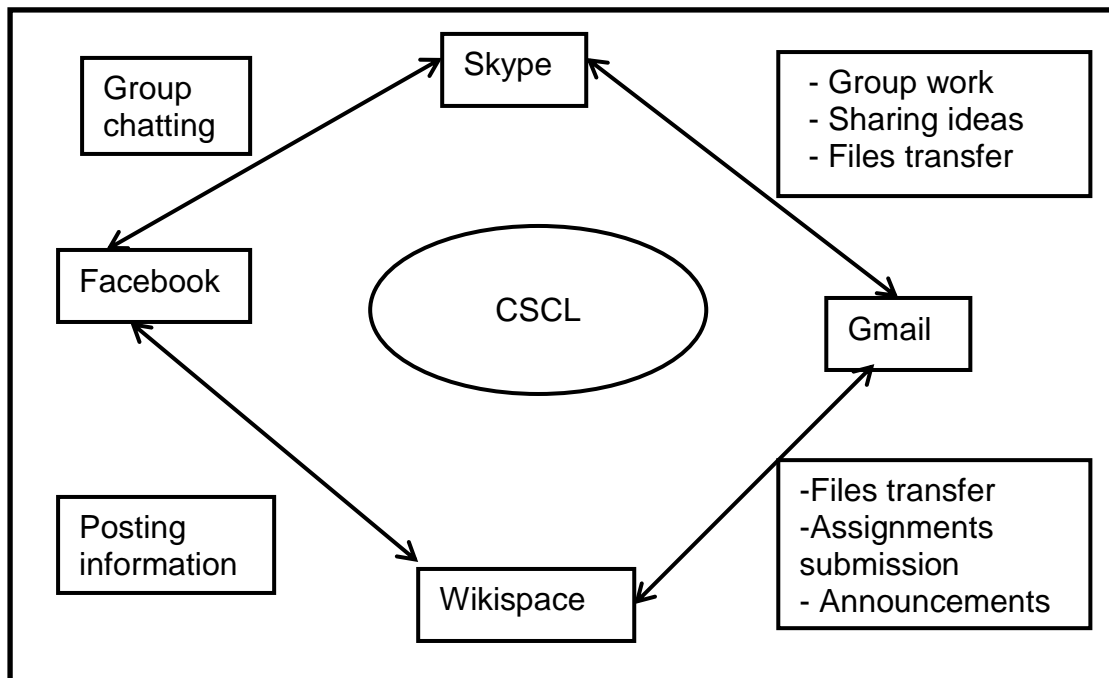 Skype
Group
chatting
- Group work
- Sharing ideas
- Files transfer
Facebook
CSCL
Gmail
Posting
information
Wikispace
-Files transfer
-Assignments
submission
- Announcements